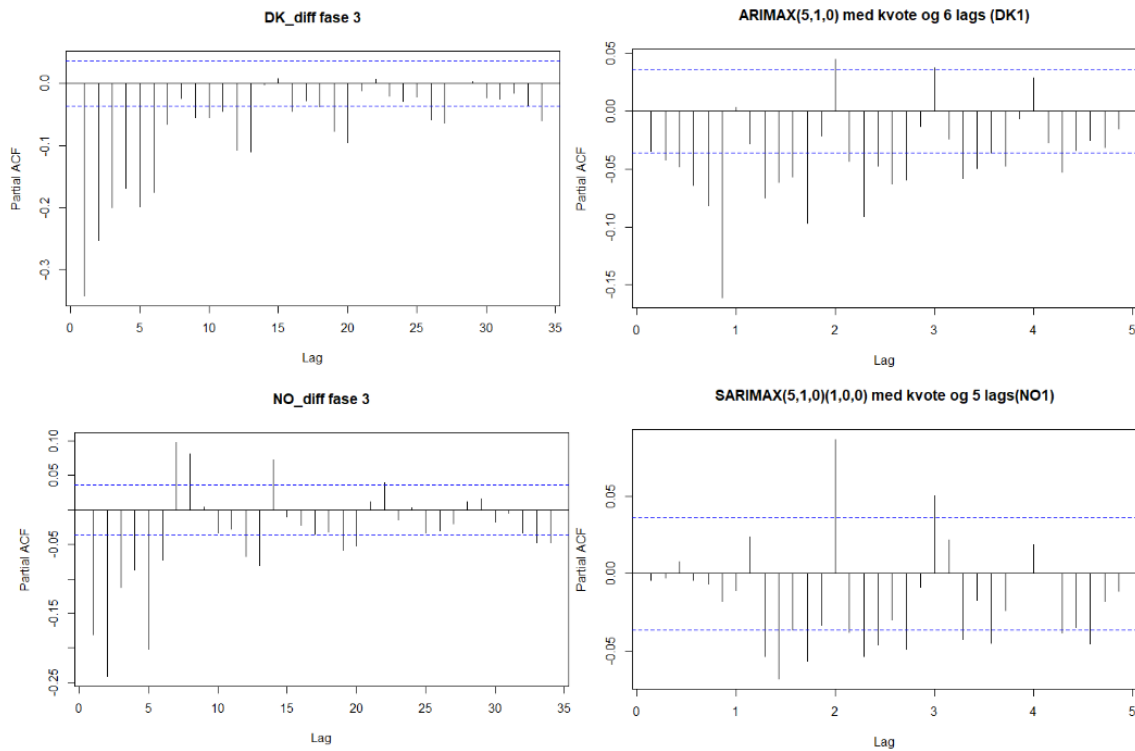 DK_diff fase 3
Partial ACF
0.0
-0.1
-0.2
-0.3
0 5 10 15 20 25 30 35
Lag
ARIMAX(5,1,0) med kvote og 6 lags (DK1)
Partial ACF
0.05
0.00
-0.05
-0.10
-0.15
0 1 2 3 4 5
Lag
NO_diff fase 3
Partial ACF
0.10
0.05
-0.05
-0.15
-0.25
0 5 10 15 20 25 30 35
Lag
SARIMAX(5,1,0)(1,0,0) med kvote og 5 lags(NO1)
Partial ACF
0.05
0.00
-0.05
0 1 2 3 4 5
Lag